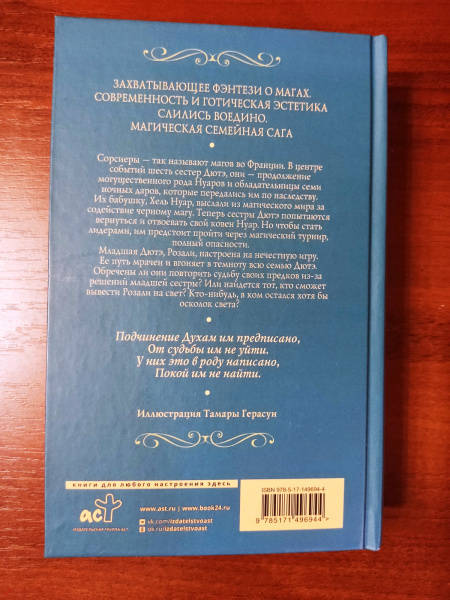 ЗАХВАТЫВАЮЩЕЕ ФЭНТЕЗИ О МАГАХ.
СОВРЕМЕННОСТЬ И ГОТИЧЕСКАЯ ЭСТЕТИКА
СЛИЛИСЬ ВОЕДИНО.
МАГИЧЕСКАЯ СЕМЕЙНАЯ САГА
Сорсиеры — так называют магов во Франции. В центре
событий шесть сестер Дютэ, они — продолжение
могущественного рода Нуаров и обладательницы семи
ночных даров, которые передались им по наследству.
Их бабушку, Хель Нуар, выслали из магического мира за
содействие черному магу. Теперь сестры Дютэ попытаются
вернуться и отвоевать свой ковен Нуар. Но чтобы стать
лидерами, им предстоит пройти через магический турнир,
полный опасности.
Младшая Дютэ, Розали, настроена на нечестную игру.
Ее путь мрачен и вгоняет в темноту всю семью Дютэ.
Обречены ли они повторить судьбу своих предков из-за
решений младшей сестры? Или найдется тот, кто сможет
вывести Розали на свет? Кто-нибудь, в ком остался хотя бы
осколок света?
Подчинение Духам им предписано,
От судьбы им не уйти.
У них это в роду написано,
Покой им не найти.
Иллюстрация Тамары Герасун
книги для любого настроения здесь
аст
ИЗДАТЕЛЬСКАЯ ГРУППА АСТ
www.ast.ru | www.book24.ru
vk.com/izdatelstvoast
ok.ru/izdatelstvoast
ISBN 978-5-17-149694-4
9 785171 496944 >